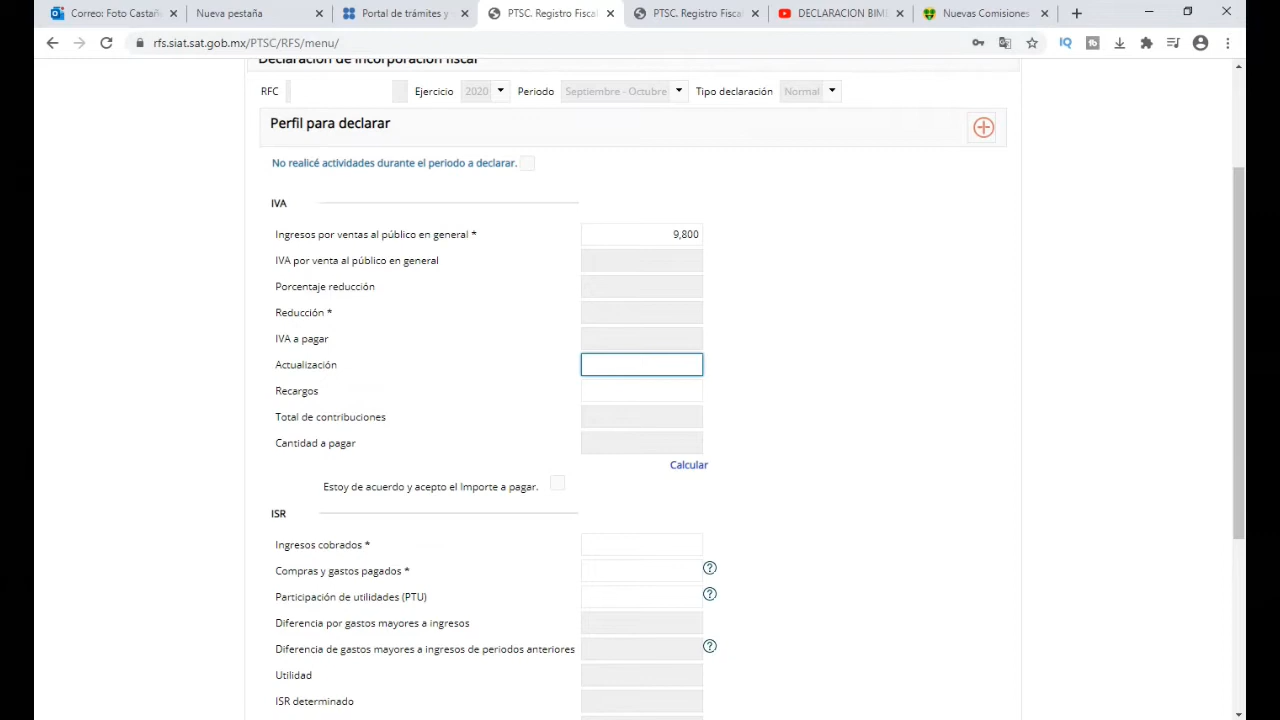 Correo: Foto Castañ
Nueva pestaña
Portal de trámites y
PTSC. Registro Fiscal
PTSC. Registro Fisca
DECLARACION BIME
Nuevas Comisiones
rfs.siat.sat.gob.mx/PTSC/RFS/menu/
Declaración de incorporación fiscal
RFC Ejercicio 2020 Periodo Septiembre - Octubre Tipo declaración Normal
Perfil para declarar
No realicé actividades durante el periodo a declarar.
IVA
Ingresos por ventas al público en general * 9,800
IVA por venta al público en general
Porcentaje reducción
Reducción *
IVA a pagar
Actualización
Recargos
Total de contribuciones
Cantidad a pagar
Calcular
Estoy de acuerdo y acepto el Importe a pagar.
ISR
Ingresos cobrados *
Compras y gastos pagados *
Participación de utilidades (PTU)
Diferencia por gastos mayores a ingresos
Diferencia de gastos mayores a ingresos de periodos anteriores
Utilidad
ISR determinado